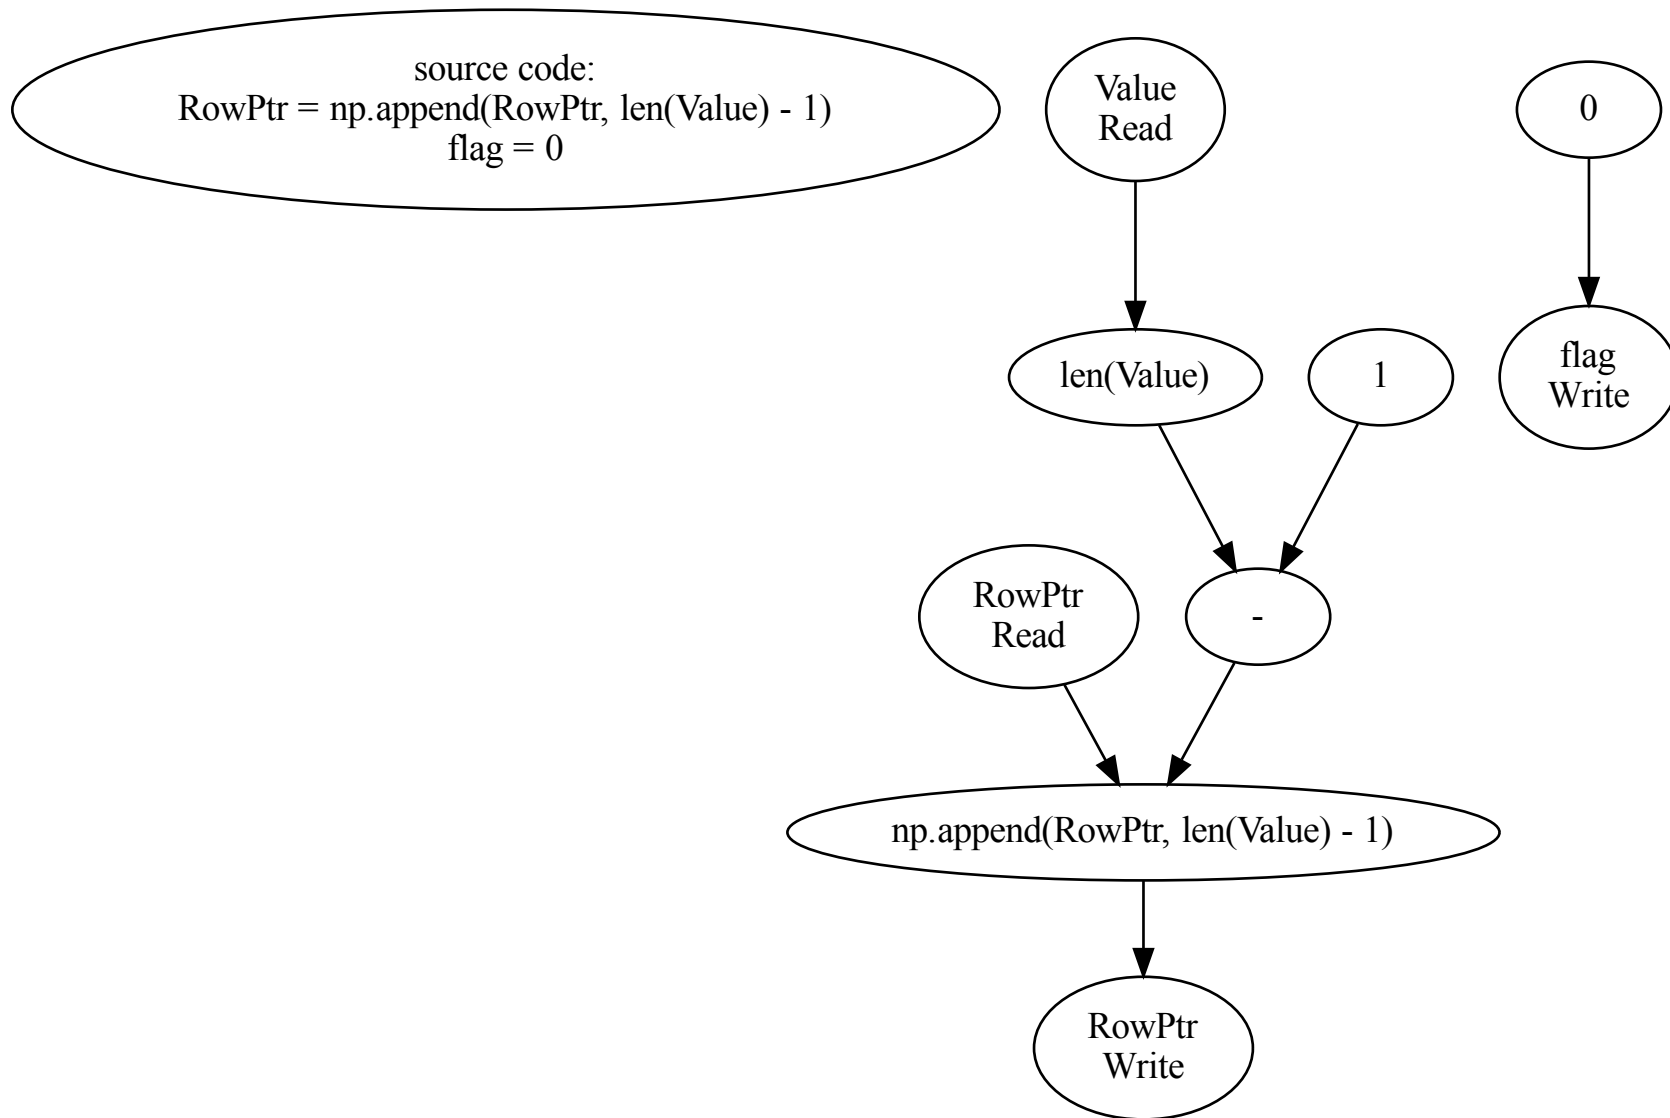 source code:
RowPtr = np.append(RowPtr, len(Value) - 1)
flag = 0
Value
Read
0
len(Value)
1
flag
Write
RowPtr
Read
-
np.append(RowPtr, len(Value) - 1)
RowPtr
Write